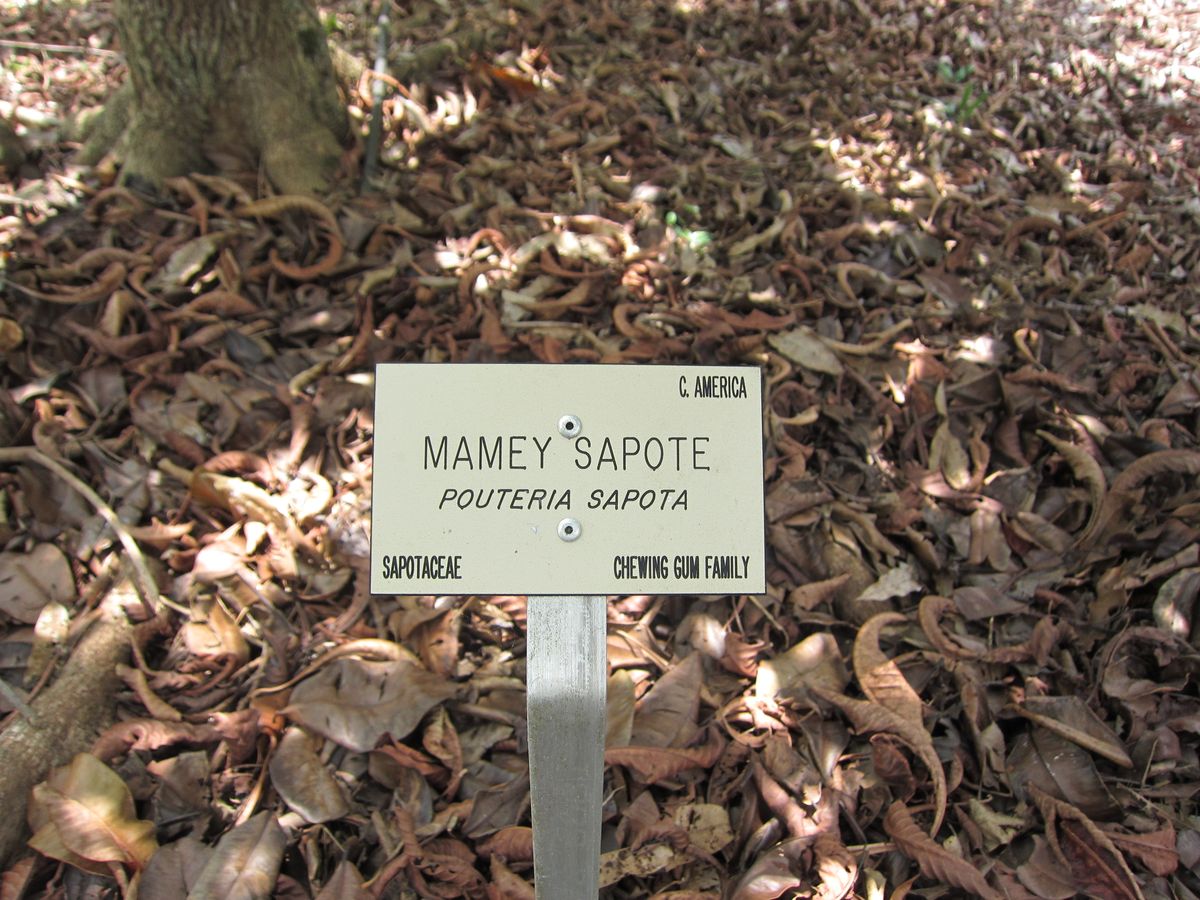 C. AMERICA
MAMEY SAPOTE
POUTERIA SAPOTA
SAPOTACEAE CHEWING GUM FAMILY